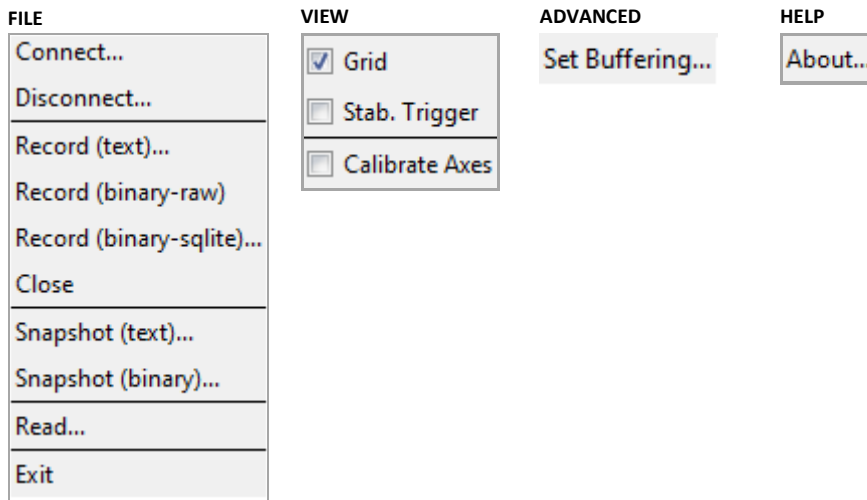 FILE
Connect...
Disconnect...
Record (text)...
Record (binary-raw)
Record (binary-sqlite)...
Close
Snapshot (text)...
Snapshot (binary)...
Read...
Exit
VIEW
Grid
Stab. Trigger
Calibrate Axes
ADVANCED
Set Buffering...
HELP
About...